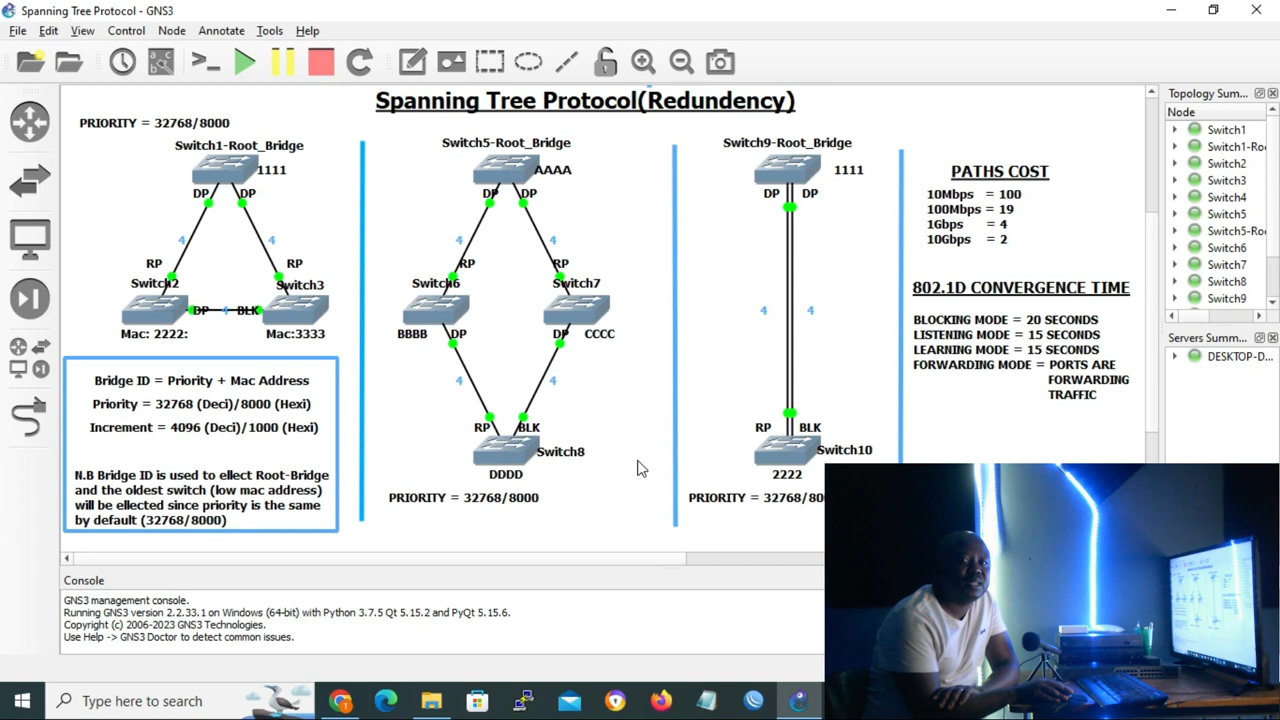 Spanning Tree Protocol - GNS3
File Edit View Control Node Annotate Tools Help
Spanning Tree Protocol(Redundency)
PRIORITY = 32768/8000
Switch1-Root_Bridge
1111
DP DP
4 4
RP RP
Switch2 Switch3
DP 4 BLK
Mac: 2222: Mac:3333
Bridge ID = Priority + Mac Address
Priority = 32768 (Deci)/8000 (Hexi)
Increment = 4096 (Deci)/1000 (Hexi)
N.B Bridge ID is used to ellect Root-Bridge
and the oldest switch (low mac address)
will be ellected since priority is the same
by default (32768/8000)
Switch5-Root_Bridge
AAAA
DP DP
4 4
RP RP
Switch6 Switch7
BBBB DP DP CCCC
4 4
RP BLK
Switch8
DDDD
PRIORITY = 32768/8000
Switch9-Root_Bridge
1111
DP DP
4 4
RP BLK
Switch10
2222
PRIORITY = 32768/80
PATHS COST
10Mbps = 100
100Mbps = 19
1Gbps = 4
10Gbps = 2
802.1D CONVERGENCE TIME
BLOCKING MODE = 20 SECONDS
LISTENING MODE = 15 SECONDS
LEARNING MODE = 15 SECONDS
FORWARDING MODE = PORTS ARE
FORWARDING
TRAFFIC
Topology Summ...
Node
Switch1
Switch1-Ro
Switch2
Switch3
Switch4
Switch5
Switch5-Ro
Switch6
Switch7
Switch8
Switch9
Servers Summ...
DESKTOP-D...
Console
GNS3 management console.
Running GNS3 version 2.2.33.1 on Windows (64-bit) with Python 3.7.5 Qt 5.15.2 and PyQt 5.15.6.
Copyright (c) 2006-2023 GNS3 Technologies.
Use Help -> GNS3 Doctor to detect common issues.
Type here to search